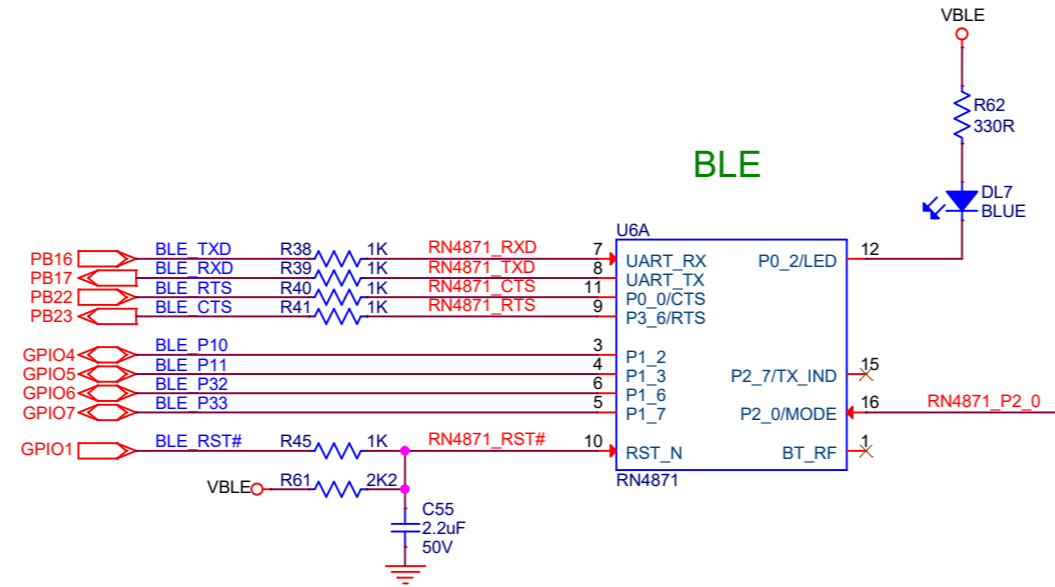 VBLE
R62
330R
BLE
DL7
BLUE
U6A
PB16 BLE_TXD R38 1K RN4871_RXD 7 UART_RX P0_2/LED 12
PB17 BLE_RXD R39 1K RN4871_TXD 8 UART_TX
PB22 BLE_RTS R40 1K RN4871_CTS 11 P0_0/CTS
PB23 BLE_CTS R41 1K RN4871_RTS 9 P3_6/RTS
GPIO4 BLE_P10 3 P1_2
GPIO5 BLE_P11 4 P1_3 P2_7/TX_IND 15
GPIO6 BLE_P32 6 P1_6
GPIO7 BLE_P33 5 P1_7 P2_0/MODE 16 RN4871_P2_0
GPIO1 BLE_RST# R45 1K RN4871_RST# 10 RST_N BT_RF 1
RN4871
VBLE R61 2K2
C55
2.2uF
50V